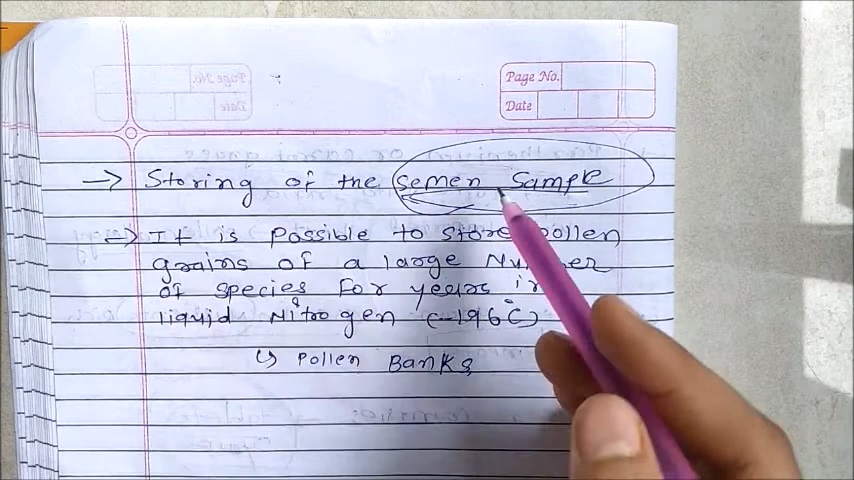 Page No.
Date
→ Storing of the Semen Sample
⇒ It is Possible to store pollen
grains of a large Number
of species for years in
liquid Nitrogen (-196°C)
↳ Pollen Banks